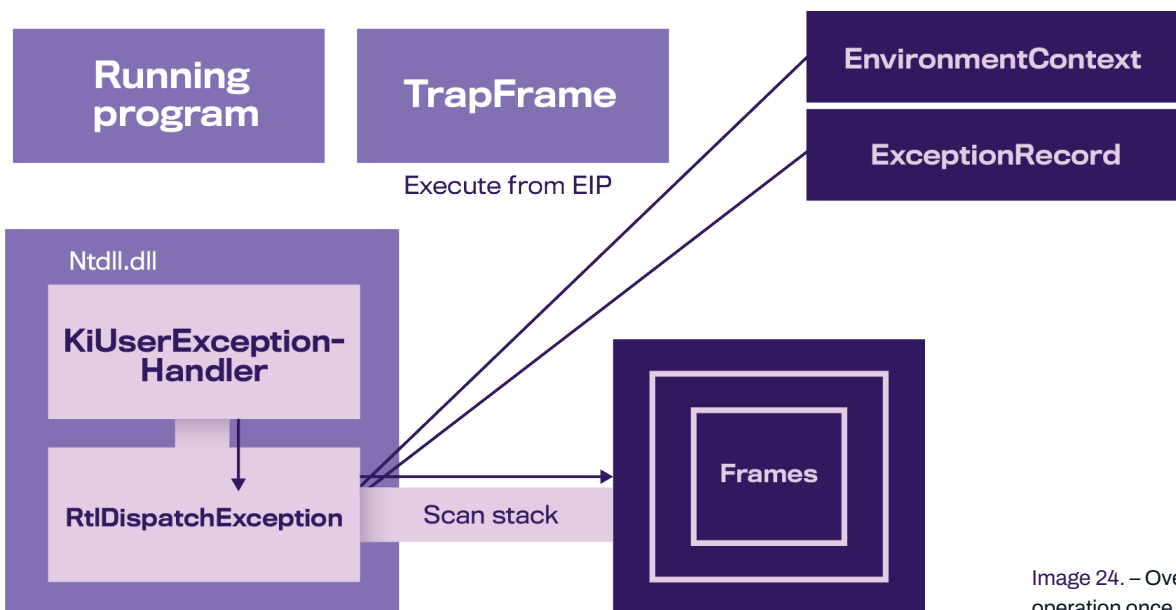 Running
program
TrapFrame
Execute from EIP
EnvironmentContext
ExceptionRecord
Ntdll.dll
KiUserException-
Handler
RtlDispatchException
Scan stack
Frames
Image 24. – Ove
operation once